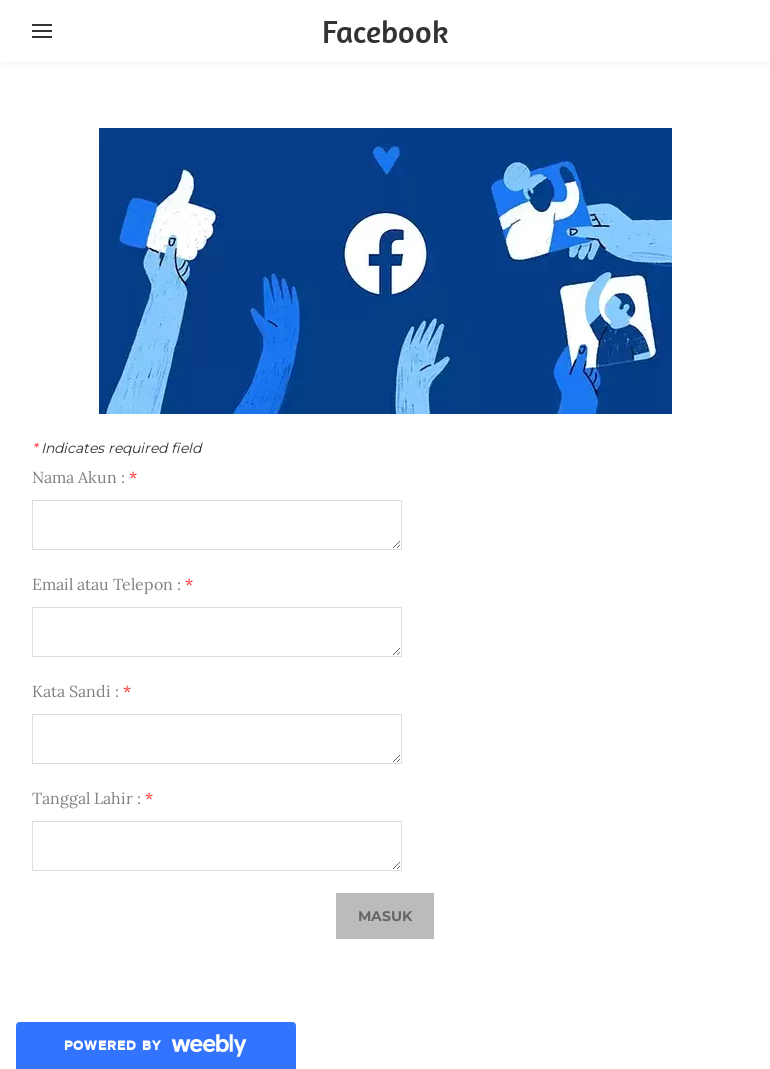 Facebook
* Indicates required field
Nama Akun : *
Email atau Telepon : *
Kata Sandi : *
Tanggal Lahir : *
MASUK
POWERED BY weebly